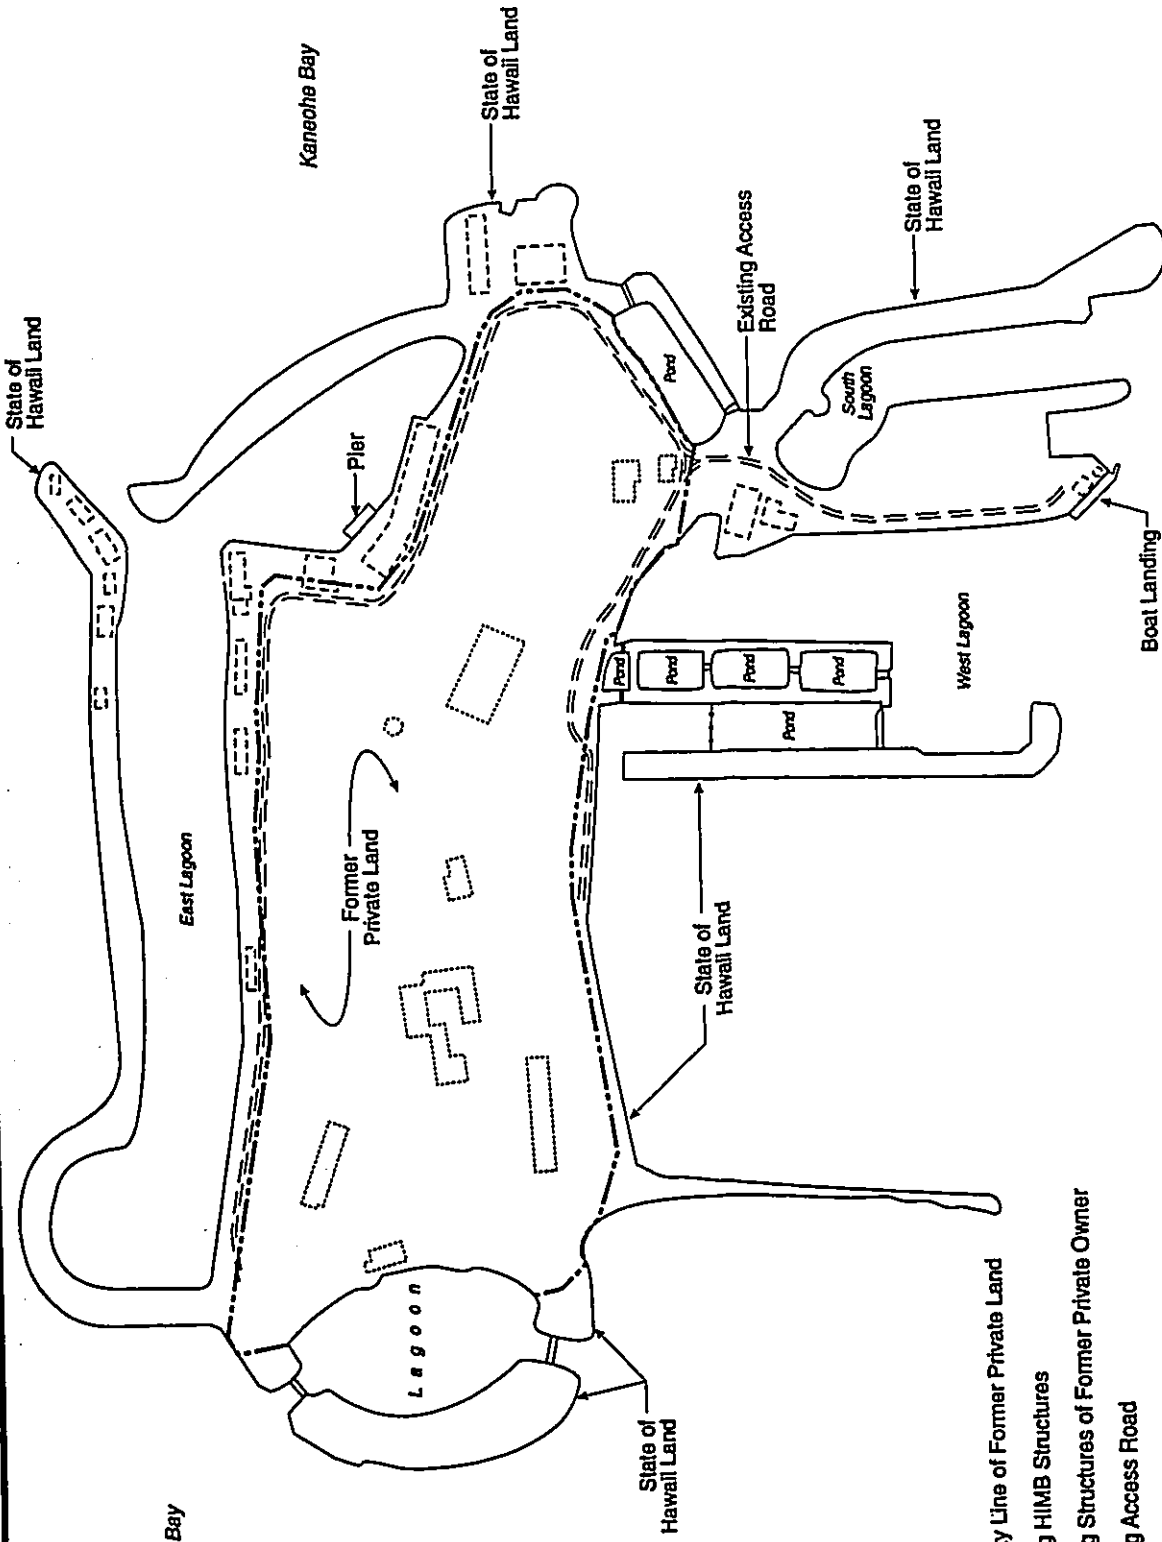 State of
Hawaii Land
Bay
East Lagoon
Kaneohe Bay
Former
Private Land
Pier
Lagoon
State of
Hawaii Land
Pond
Pond
Pond
State of
Hawaii Land
State of
Hawaii Land
Existing Access
Road
Pond
Pond
Pond
South
Lagoon
State of
Hawaii Land
West Lagoon
y Line of Former Private Land
g HIMB Structures
g Structures of Former Private Owner
g Access Road
Boat Landing